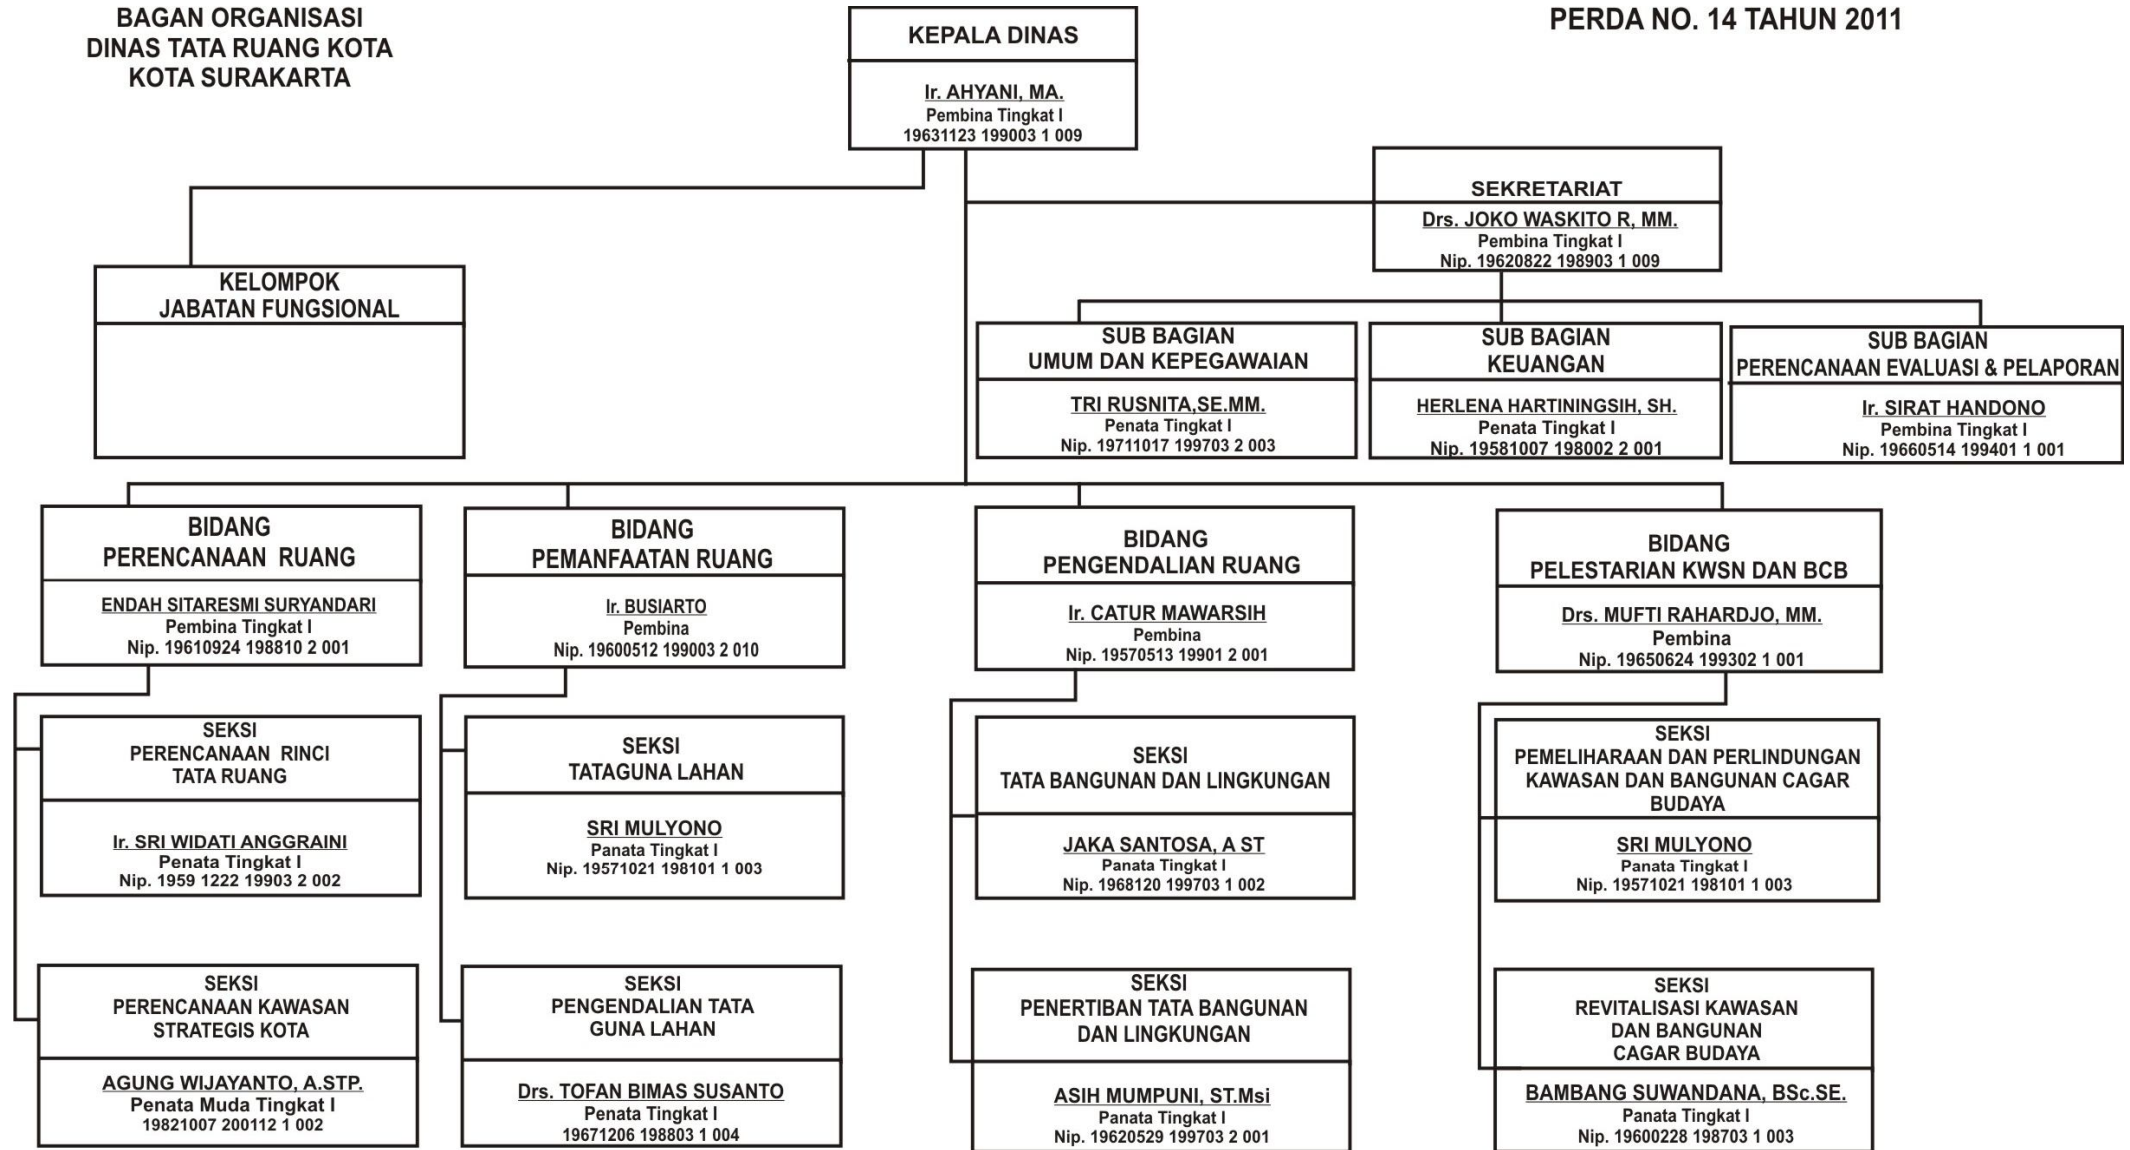 BAGAN ORGANISASI
DINAS TATA RUANG KOTA
KOTA SURAKARTA
PERDA NO. 14 TAHUN 2011
KEPALA DINAS
Ir. AHYANI, MA.
Pembina Tingkat I
19631123 199003 1 009
SEKRETARIAT
Drs. JOKO WASKITO R, MM.
Pembina Tingkat I
Nip. 19620822 198903 1 009
KELOMPOK
JABATAN FUNGSIONAL
SUB BAGIAN
UMUM DAN KEPEGAWAIAN
TRI RUSNITA,SE.MM.
Penata Tingkat I
Nip. 19711017 199703 2 003
SUB BAGIAN
KEUANGAN
HERLENA HARTININGSIH, SH.
Penata Tingkat I
Nip. 19581007 198002 2 001
SUB BAGIAN
PERENCANAAN EVALUASI & PELAPORAN
Ir. SIRAT HANDONO
Pembina Tingkat I
Nip. 19660514 199401 1 001
BIDANG
PERENCANAAN RUANG
ENDAH SITARESMI SURYANDARI
Pembina Tingkat I
Nip. 19610924 198810 2 001
BIDANG
PEMANFAATAN RUANG
Ir. BUSIARTO
Pembina
Nip. 19600512 199003 2 010
BIDANG
PENGENDALIAN RUANG
Ir. CATUR MAWARSIH
Pembina
Nip. 19570513 19901 2 001
BIDANG
PELESTARIAN KWSN DAN BCB
Drs. MUFTI RAHARDJO, MM.
Pembina
Nip. 19650624 199302 1 001
SEKSI
PERENCANAAN RINCI
TATA RUANG
Ir. SRI WIDATI ANGGRAINI
Penata Tingkat I
Nip. 1959 1222 19903 2 002
SEKSI
TATAGUNA LAHAN
SRI MULYONO
Panata Tingkat I
Nip. 19571021 198101 1 003
SEKSI
TATA BANGUNAN DAN LINGKUNGAN
JAKA SANTOSA, A ST
Panata Tingkat I
Nip. 1968120 199703 1 002
SEKSI
PEMELIHARAAN DAN PERLINDUNGAN
KAWASAN DAN BANGUNAN CAGAR
BUDAYA
SRI MULYONO
Panata Tingkat I
Nip. 19571021 198101 1 003
SEKSI
PERENCANAAN KAWASAN
STRATEGIS KOTA
AGUNG WIJAYANTO, A.STP.
Penata Muda Tingkat I
19821007 200112 1 002
SEKSI
PENGENDALIAN TATA
GUNA LAHAN
Drs. TOFAN BIMAS SUSANTO
Penata Tingkat I
19671206 198803 1 004
SEKSI
PENERTIBAN TATA BANGUNAN
DAN LINGKUNGAN
ASIH MUMPUNI, ST.Msi
Panata Tingkat I
Nip. 19620529 199703 2 001
SEKSI
REVITALISASI KAWASAN
DAN BANGUNAN
CAGAR BUDAYA
BAMBANG SUWANDANA, BSc.SE.
Panata Tingkat I
Nip. 19600228 198703 1 003